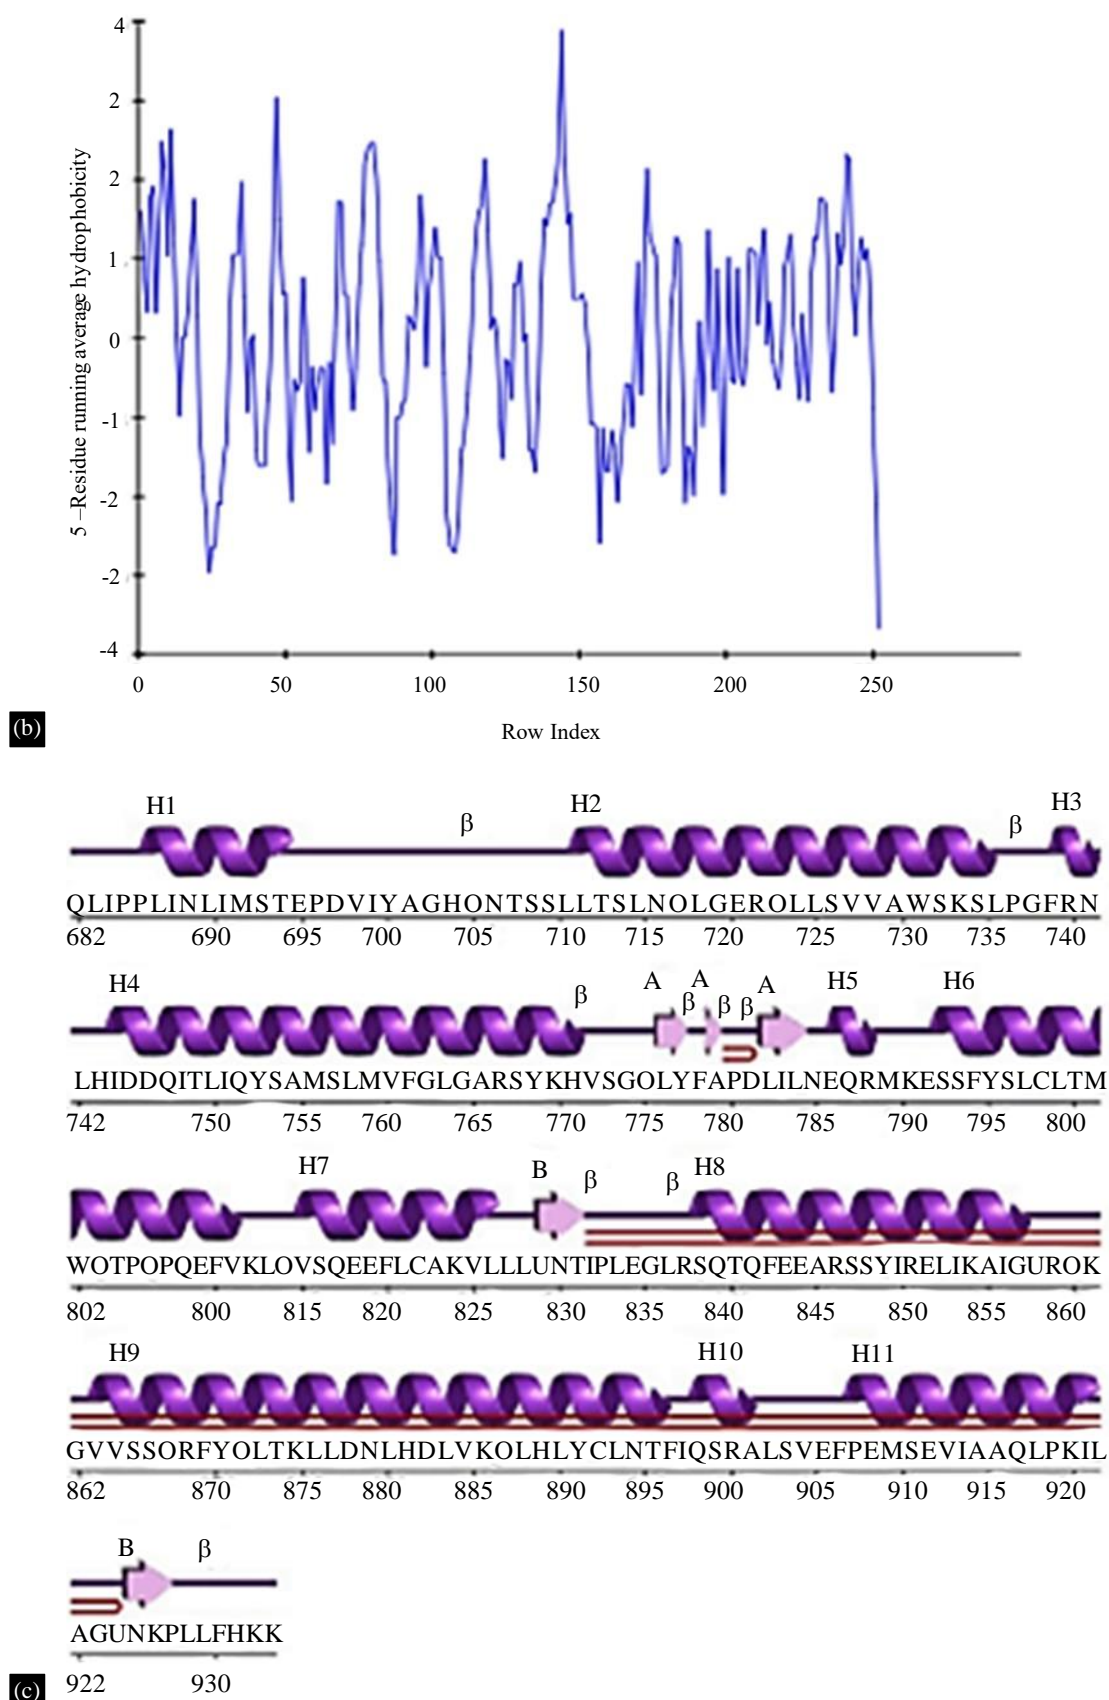 4
2
2
1
0
-1
-2
-2
-4
5 –Residue running average hydrophobicity
0 50 100 150 200 250
Row Index
(b)
H1 β H2 β H3
QLIPPLINLIMSTEPDVIYAGHONTSSLLTSLNOLGEROLLSVVAWSKSLPGFRN
682 690 695 700 705 710 715 720 725 730 735 740
H4 β A β A β β A H5 H6
LHIDDQITLIQYSAMSLMVFGLGARSYKHVSGOLYFAPDLILNEQRMKESSFYSLCLTM
742 750 755 760 765 770 775 780 785 790 795 800
H7 B β β H8
WOTPOPQEFVKLOVSQEEFLCAKVLLLUNTIPLEGLRSQTQFEEARSSYIRELIKAIGUROK
802 800 815 820 825 830 835 840 845 850 855 860
H9 H10 H11
GVVSSORFYOLTKLLDNLHDLVKOLHLYCLNTFIQSRALSVEFPEMSEVIAAQLPKIL
862 870 875 880 885 890 895 900 905 910 915 920
B β
AGUNKPLLFHKK
922 930
(c)